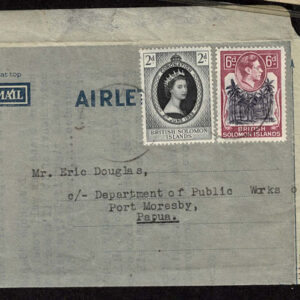 at top
MAIL
AIRLE
2d
2d
BRITISH SOLOMON
ISLANDS
6d
6d
BRITISH
SOLOMON ISLANDS
Mr. Eric Douglas,
c/- Department of Public Wrks o
Port Moresby,
Papua.